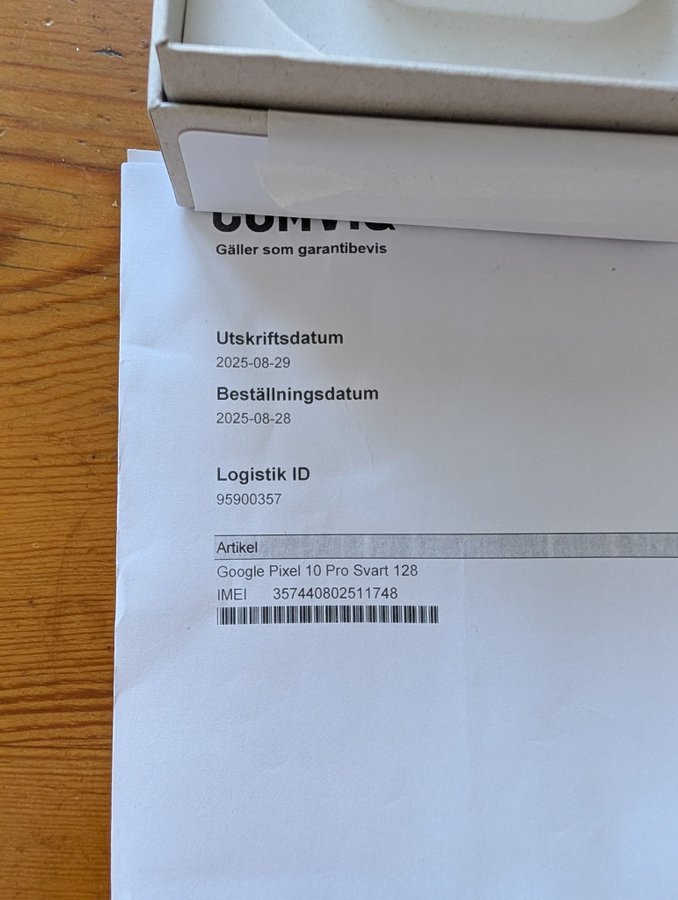 COMVIQ
Gäller som garantibevis
Utskriftsdatum
2025-08-29
Beställningsdatum
2025-08-28
Logistik ID
95900357
Artikel
Google Pixel 10 Pro Svart 128
IMEI 357440802511748